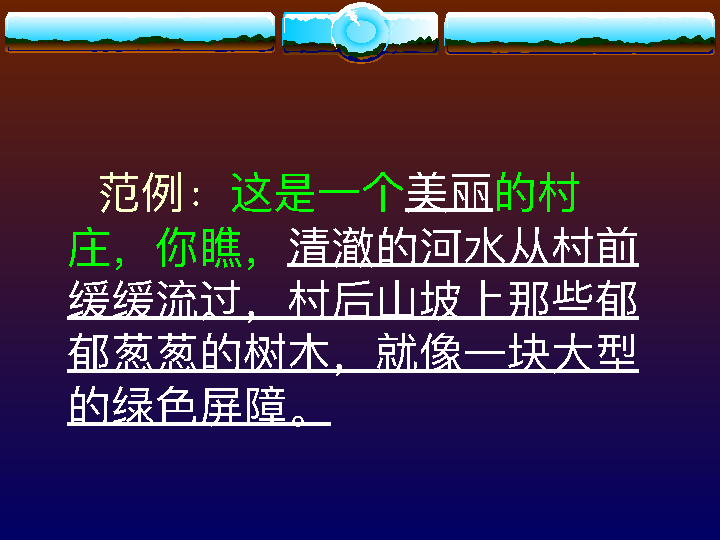 范例：这是一个美丽的村
庄，你瞧，清澈的河水从村前
缓缓流过，村后山坡上那些郁
郁葱葱的树木，就像一块大型
的绿色屏障。